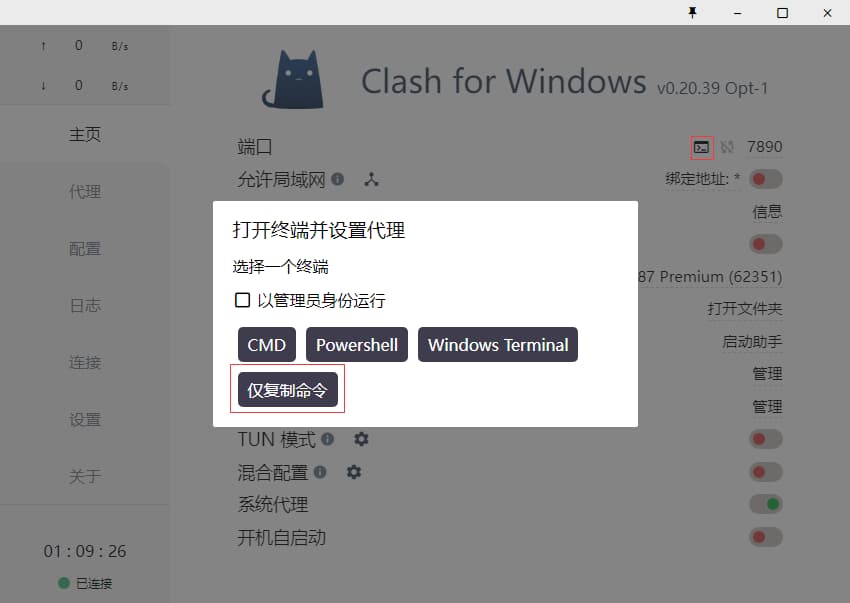 ↑ 0 B/s
↓ 0 B/s
主页
代理
配置
日志
连接
设置
关于
01 : 09 : 26
已连接
Clash for Windows v0.20.39 Opt-1
端口 7890
允许局域网 绑定地址: *
信息
87 Premium (62351)
打开文件夹
启动助手
管理
管理
打开终端并设置代理
选择一个终端
以管理员身份运行
CMD Powershell Windows Terminal
仅复制命令
TUN 模式
混合配置
系统代理
开机自启动